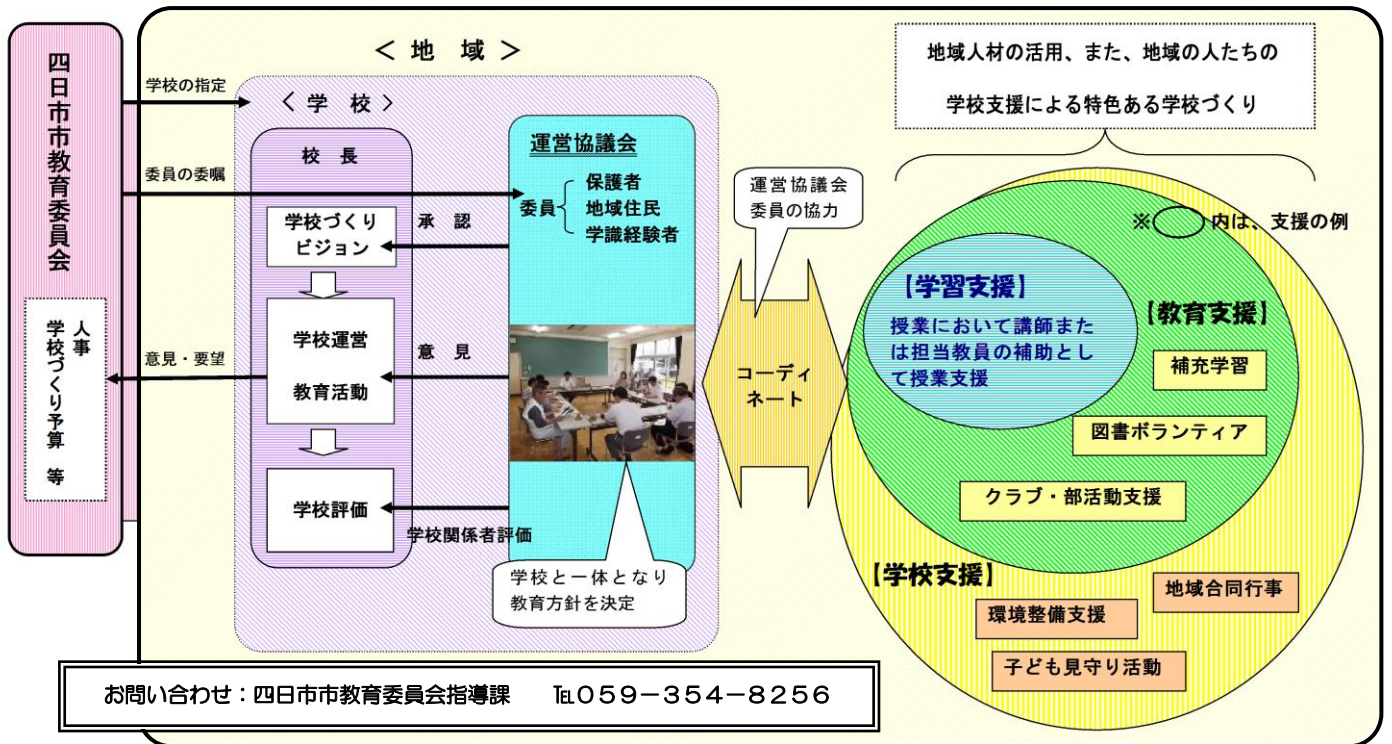 四日市市教育委員会
人事
学校づくり予算 等
学校の指定
委員の委嘱
意見・要望
＜ 地 域 ＞
〈 学 校 〉
校 長
学校づくり
ビジョン
学校運営
教育活動
学校評価
承 認
意 見
学校関係者評価
運営協議会
委員
保護者
地域住民
学識経験者
学校と一体となり
教育方針を決定
運営協議会
委員の協力
コーディ
ネート
地域人材の活用、また、地域の人たちの
学校支援による特色ある学校づくり
※ 内は、支援の例
【学習支援】
授業において講師また
は担当教員の補助とし
て授業支援
【教育支援】
補充学習
図書ボランティア
クラブ・部活動支援
【学校支援】
地域合同行事
環境整備支援
子ども見守り活動
お問い合わせ：四日市市教育委員会指導課 ℡０５９－３５４－８２５６